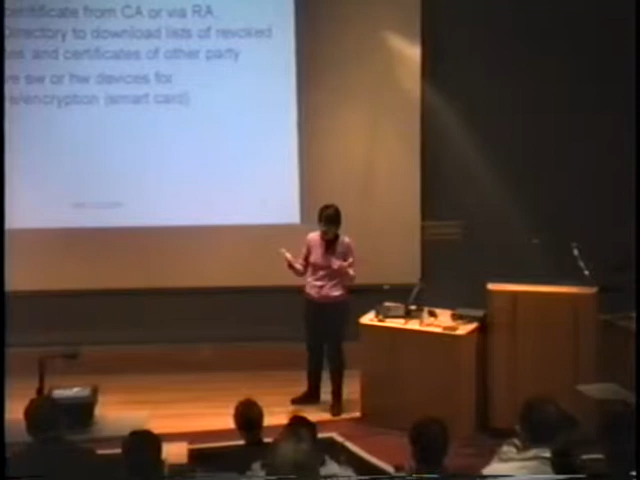 certificate from CA or via RA,
Directory to download lists of revoked
and certificates of other party
sw or hw devices for
encryption (smart card)